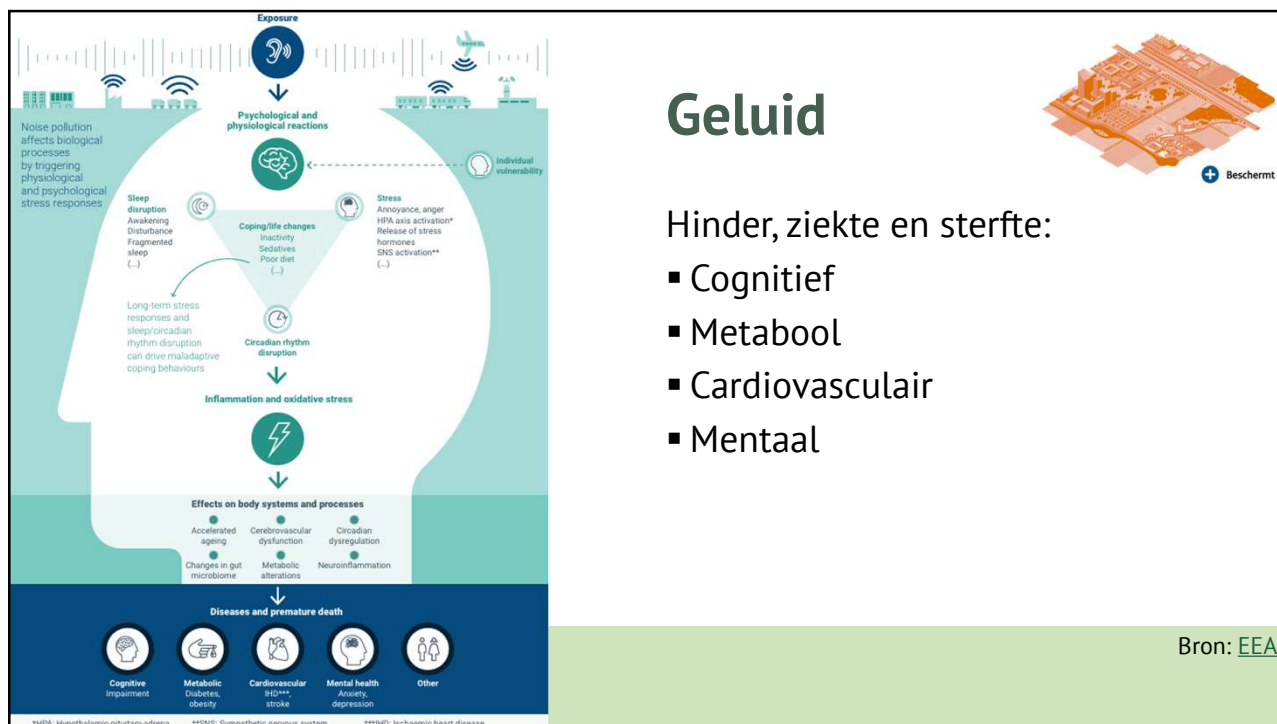 Exposure
Psychological and
physiological reactions
Noise pollution
affects biological
processes
by triggering
physiological
and psychological
stress responses
Individual
vulnerability
Sleep
disruption
Awakening
Disturbance
Fragmented
sleep
(...)
Coping/life changes
Inactivity
Sedatives
Poor diet
(...)
Stress
Annoyance, anger
HPA axis activation*
Release of stress
hormones
SNS activation**
(...)
Long-term stress
responses and
sleep/circadian
rhythm disruption
can drive maladaptive
coping behaviours
Circadian rhythm
disruption
Inflammation and oxidative stress
Effects on body systems and processes
Accelerated
ageing
Cerebrovascular
dysfunction
Circadian
dysregulation
Changes in gut
microbiome
Metabolic
alterations
Neuroinflammation
Diseases and premature death
Cognitive
Impairment
Metabolic
Diabetes,
obesity
Cardiovascular
IHD***,
stroke
Mental health
Anxiety,
depression
Other
*HPA: Hypothalamic-pituitary-adrena
**SNS: Sympathetic nervous system
***IHD: Ischaemic heart disease
Geluid
Beschermt
Hinder, ziekte en sterfte:
▪ Cognitief
▪ Metabool
▪ Cardiovasculair
▪ Mentaal
Bron: EEA